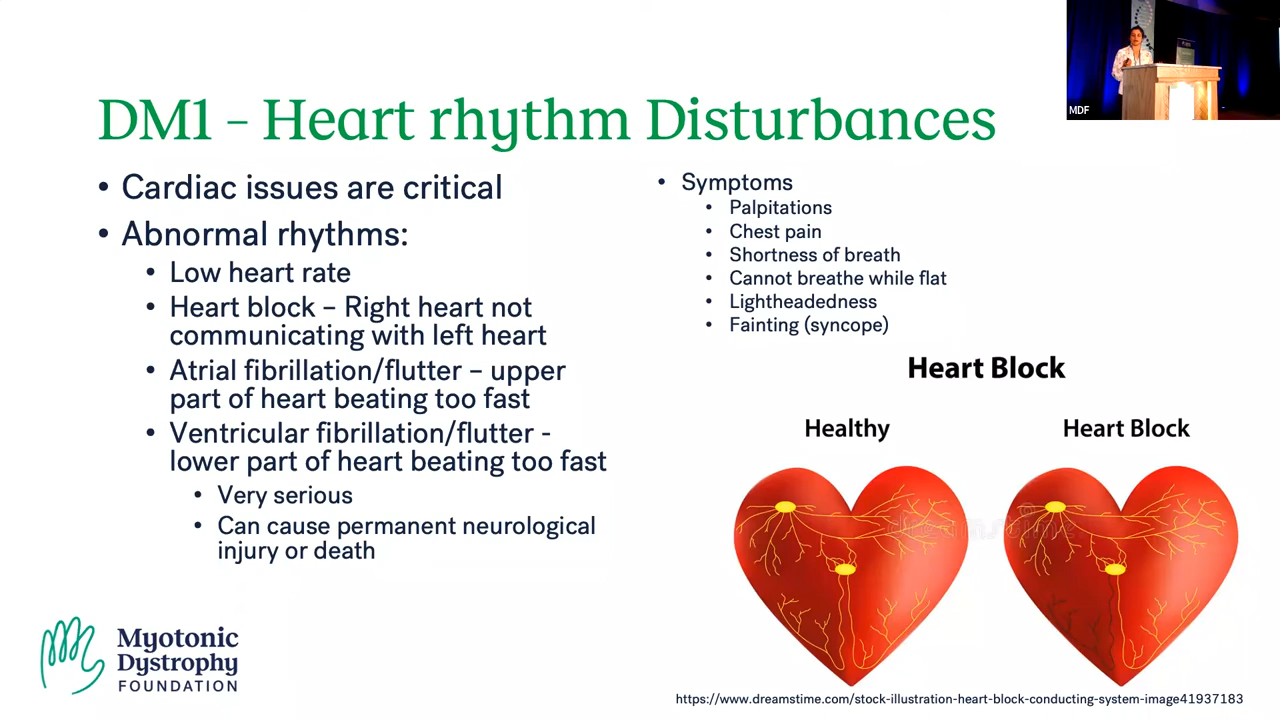 MDF
DM1 – Heart rhythm Disturbances
• Cardiac issues are critical
• Abnormal rhythms:
• Low heart rate
• Heart block – Right heart not
communicating with left heart
• Atrial fibrillation/flutter – upper
part of heart beating too fast
• Ventricular fibrillation/flutter -
lower part of heart beating too fast
• Very serious
• Can cause permanent neurological
injury or death
• Symptoms
• Palpitations
• Chest pain
• Shortness of breath
• Cannot breathe while flat
• Lightheadedness
• Fainting (syncope)
Heart Block
Healthy
Heart Block
dreamstime
Myotonic
Dystrophy
FOUNDATION
https://www.dreamstime.com/stock-illustration-heart-block-conducting-system-image41937183